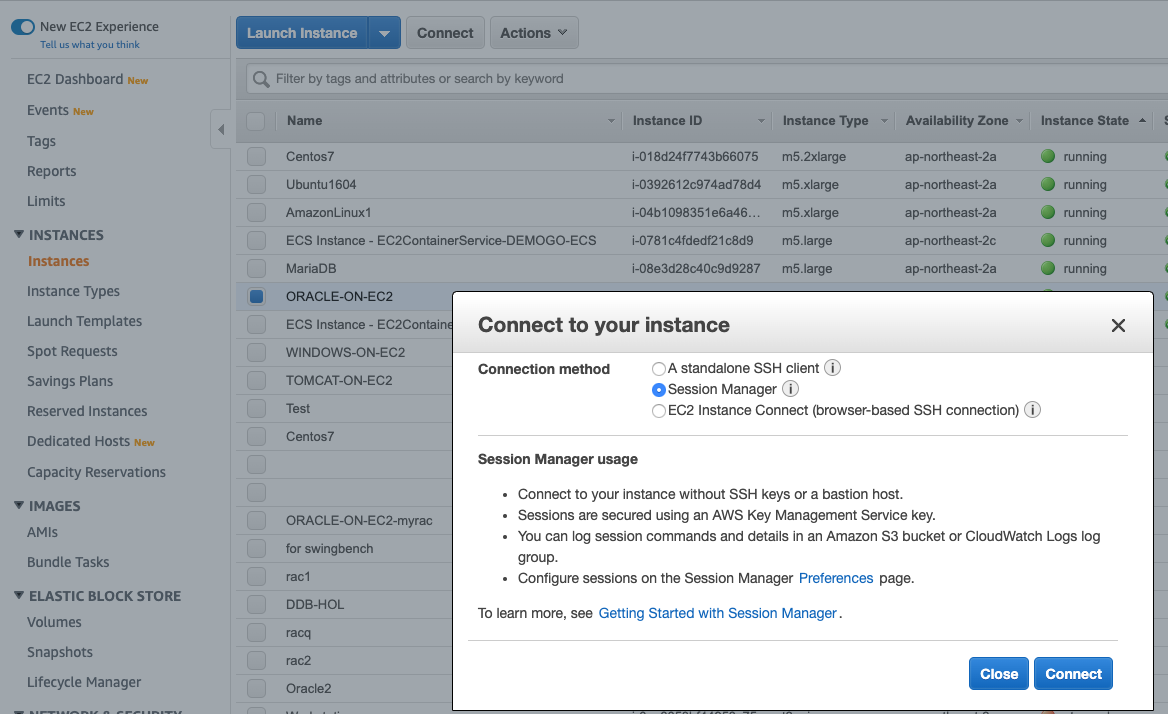 New EC2 Experience
Tell us what you think
EC2 Dashboard New
Events New
Tags
Reports
Limits
INSTANCES
Instances
Instance Types
Launch Templates
Spot Requests
Savings Plans
Reserved Instances
Dedicated Hosts New
Capacity Reservations
IMAGES
AMIs
Bundle Tasks
ELASTIC BLOCK STORE
Volumes
Snapshots
Lifecycle Manager
NETWORK & SECURITY
Launch Instance Connect Actions
Filter by tags and attributes or search by keyword
Name Instance ID Instance Type Availability Zone Instance State
Centos7 i-018d24f7743b66075 m5.2xlarge ap-northeast-2a running
Ubuntu1604 i-0392612c974ad78d4 m5.xlarge ap-northeast-2a running
AmazonLinux1 i-04b1098351e6a46... m5.xlarge ap-northeast-2a running
ECS Instance - EC2ContainerService-DEMOGO-ECS i-0781c4fdedf21c8d9 m5.large ap-northeast-2c running
MariaDB i-08e3d28c40c9d9287 m5.large ap-northeast-2a running
ORACLE-ON-EC2
ECS Instance - EC2Containe
WINDOWS-ON-EC2
TOMCAT-ON-EC2
Test
Centos7
ORACLE-ON-EC2-myrac
for swingbench
rac1
DDB-HOL
racq
rac2
Oracle2
Connect to your instance
Connection method
A standalone SSH client
Session Manager
EC2 Instance Connect (browser-based SSH connection)
Session Manager usage
• Connect to your instance without SSH keys or a bastion host.
• Sessions are secured using an AWS Key Management Service key.
• You can log session commands and details in an Amazon S3 bucket or CloudWatch Logs log
group.
• Configure sessions on the Session Manager Preferences page.
To learn more, see Getting Started with Session Manager.
Close Connect